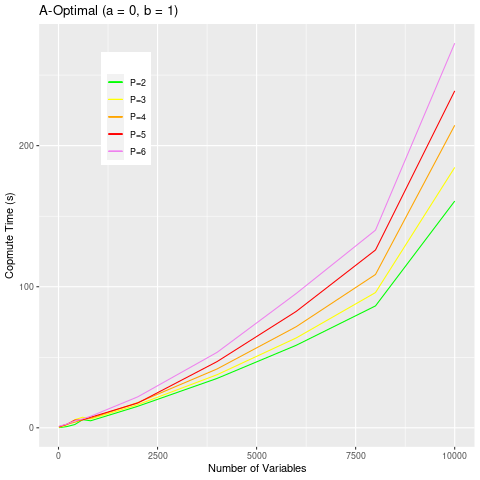 A-Optimal (a = 0, b = 1)
P=2
P=3
P=4
P=5
P=6
200
100
0
Copmute Time (s)
0 2500 5000 7500 10000
Number of Variables